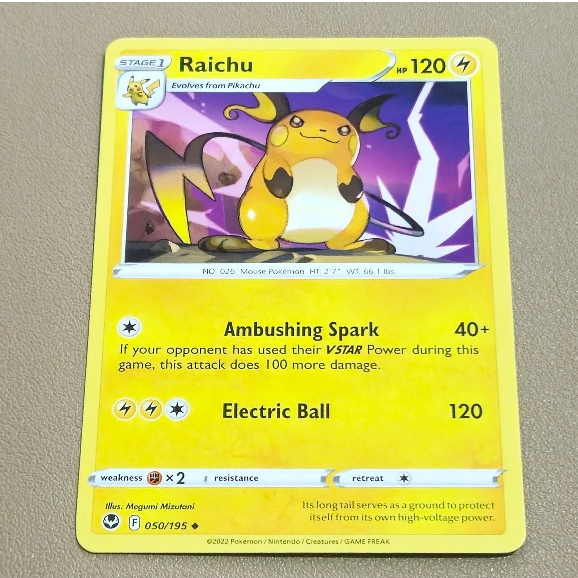 STAGE 1 Raichu HP 120
Evolves from Pikachu
NO. 026 Mouse Pokémon HT: 2'7" WT: 66.1 lbs.
Ambushing Spark 40+
If your opponent has used their VSTAR Power during this
game, this attack does 100 more damage.
Electric Ball 120
weakness ×2 resistance retreat
Illus. Megumi Mizutani
Its long tail serves as a ground to protect
itself from its own high-voltage power.
F 050/195
©2022 Pokémon / Nintendo / Creatures / GAME FREAK